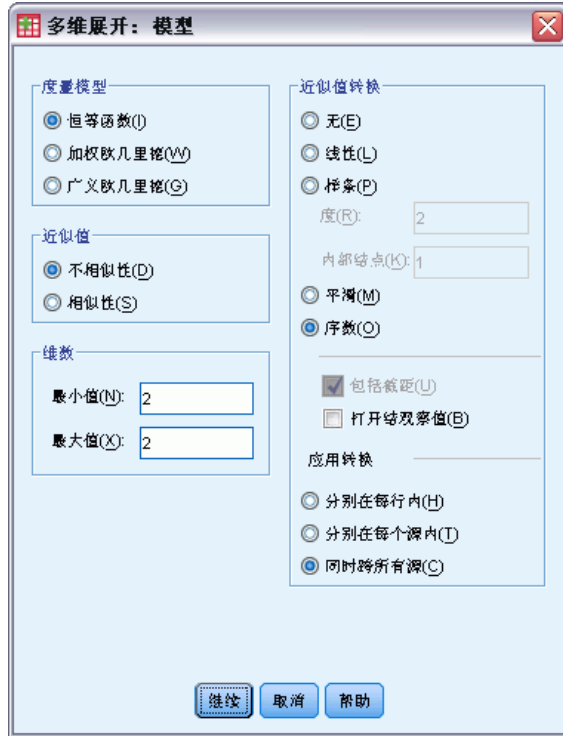 多维展开：模型
度量模型
恒等函数(I)
加权欧几里德(W)
广义欧几里德(G)
近似值
不相似性(D)
相似性(S)
维数
最小值(N): 2
最大值(X): 2
近似值转换
无(E)
线性(L)
样条(P)
度(R): 2
内部结点(K): 1
平滑(M)
序数(O)
包括截距(U)
打开结观察值(B)
应用转换
分别在每行内(H)
分别在每个源内(T)
同时跨所有源(C)
继续
取消
帮助